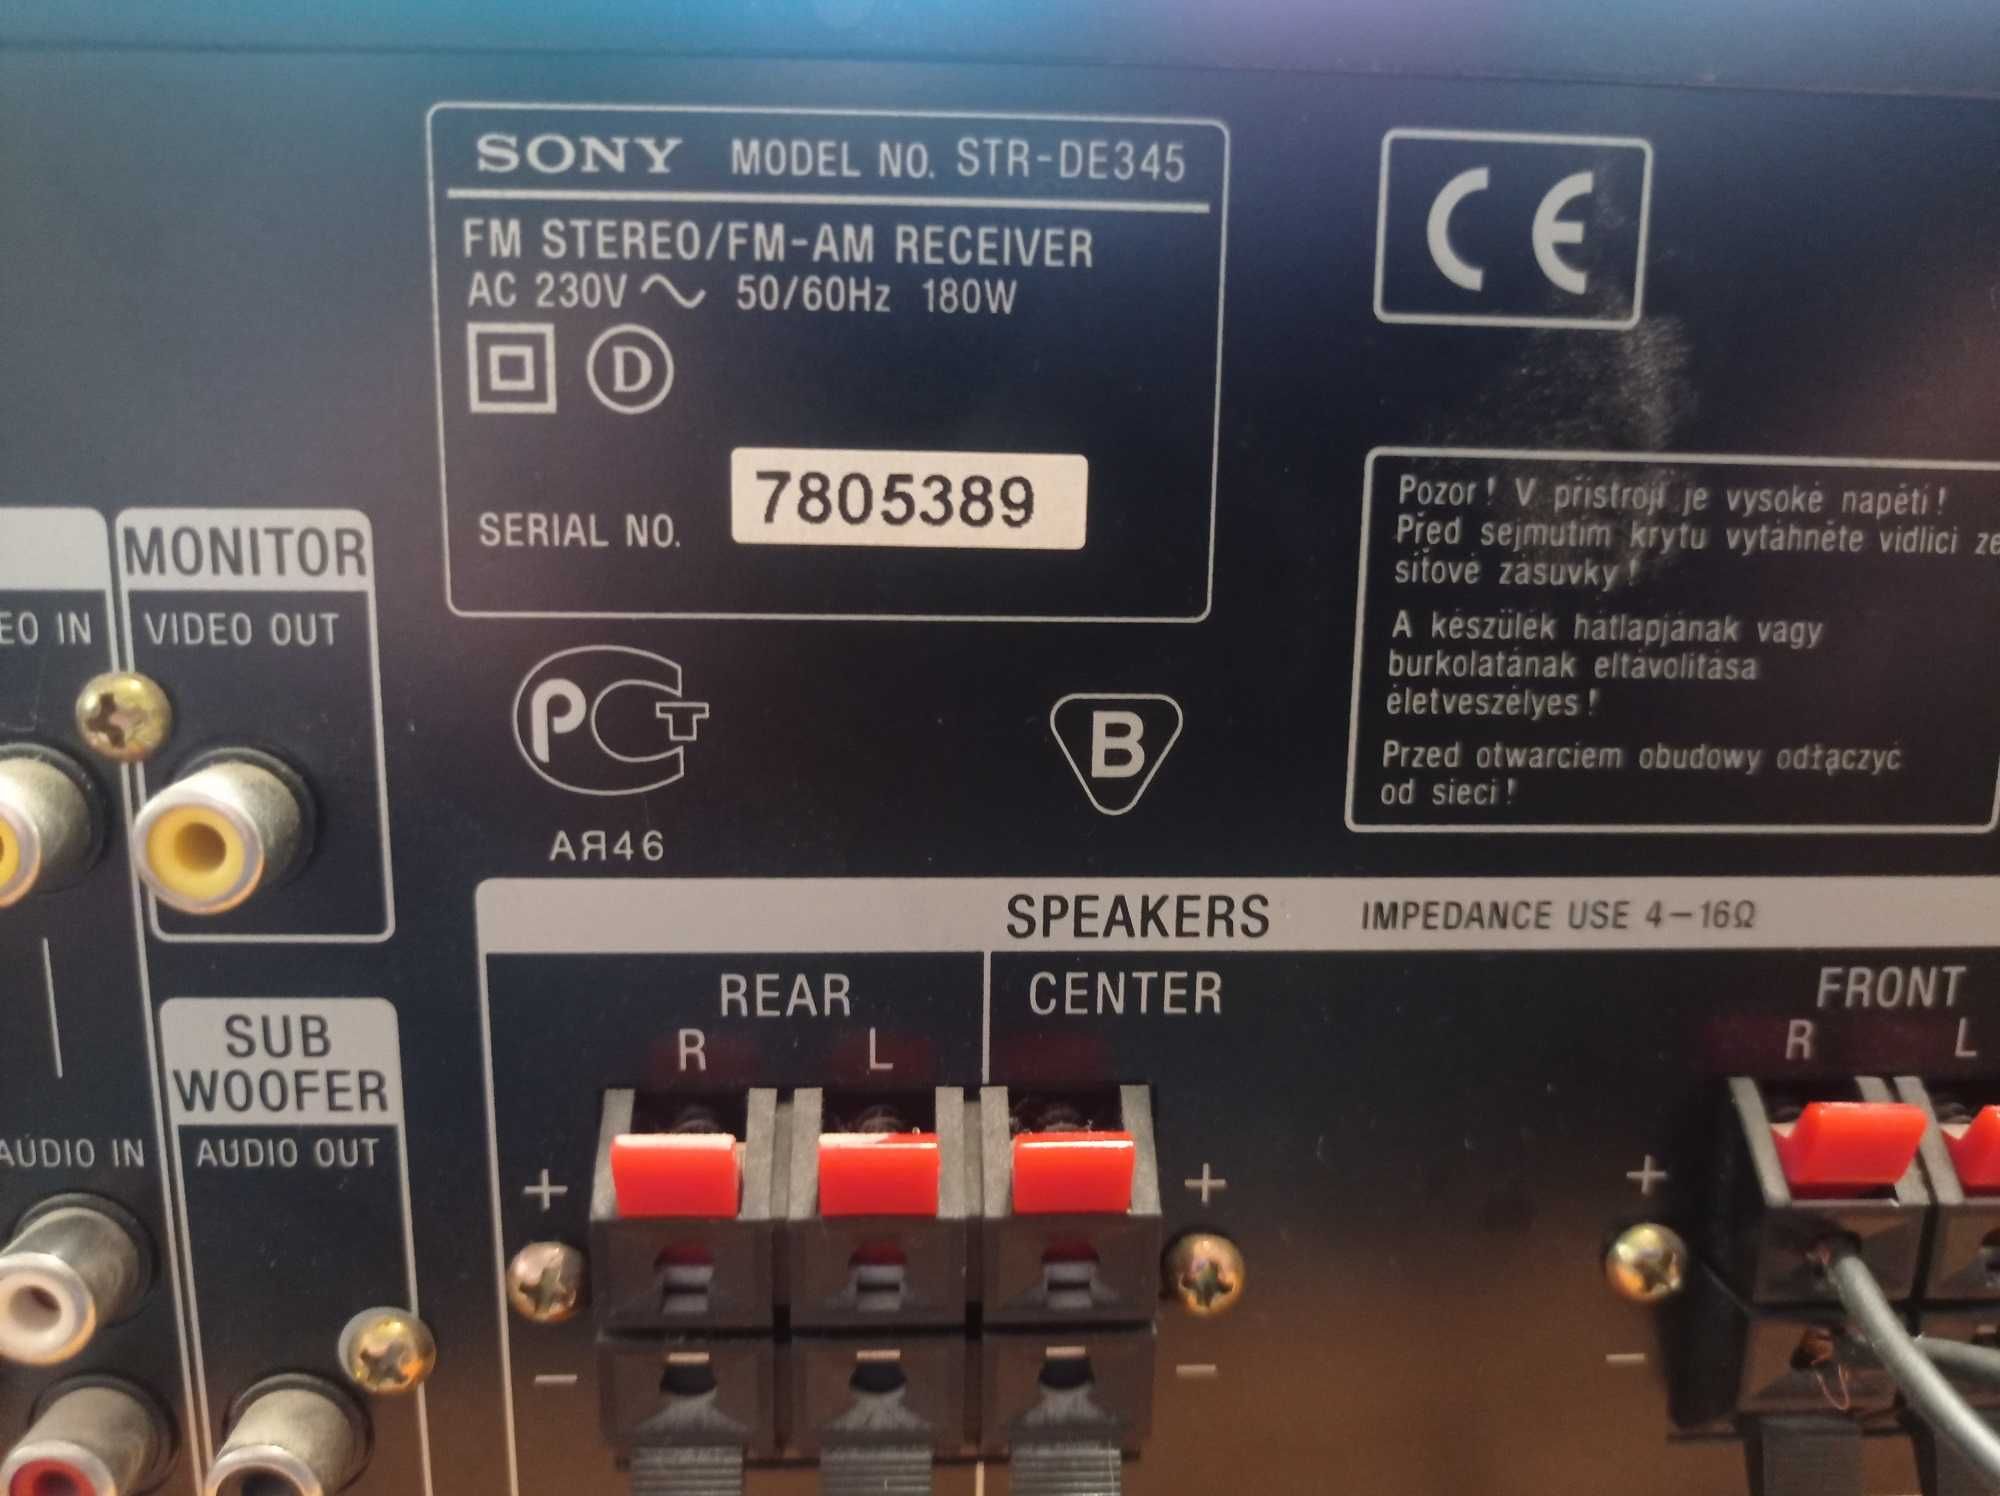 SONY MODEL NO. STR-DE345
FM STEREO/FM-AM RECEIVER
AC 230V ~ 50/60Hz 180W
D
SERIAL NO. 7805389
CE
Pozor! V přístroji je vysoké napětí!
Před sejmutím krytu vytáhněte vidlici ze
síťové zásuvky!
A készülék hátlapjának vagy
burkolatának eltávolítása
életveszélyes!
Przed otwarciem obudowy odłączyć
od sieci!
MONITOR
EO IN
VIDEO OUT
PCT
B
АЯ46
SPEAKERS IMPEDANCE USE 4-16Ω
REAR
R L
CENTER
FRONT
R L
SUB
WOOFER
AUDIO IN
AUDIO OUT
+ + +
- - -